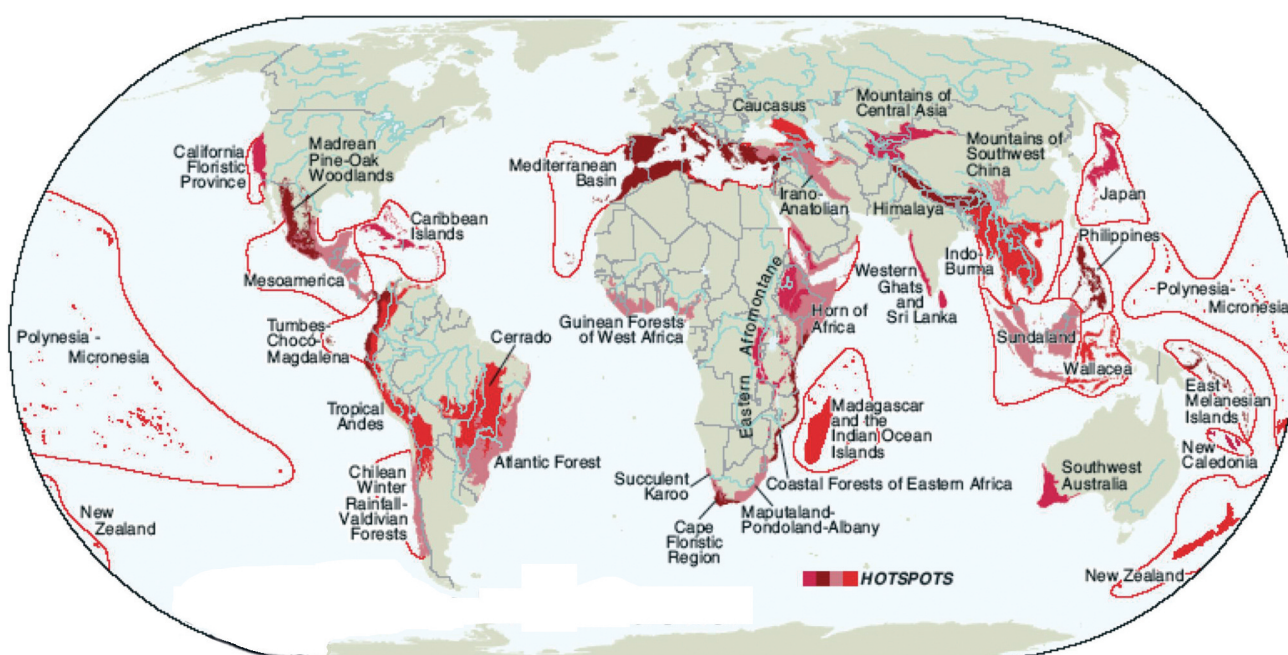 Caucasus
Mountains of
Central Asia
Madrean
Pine-Oak
Woodlands
California
Floristic
Province
Mediterranean
Basin
Mountains of
Southwest
China
Irano-
Anatolian
Himalaya
Japan
Caribbean
Islands
Philippines
Mesoamerica
Indo-
Burma
Western
Ghats
and
Sri Lanka
Polynesia-
Micronesia
Tumbes-
Chocó-
Magdalena
Cerrado
Guinean Forests
of West Africa
Eastern Afromontane
Horn of
Africa
Sundaland
Wallacea
Polynesia -
- Micronesia
East
Melanesian
Islands
Tropical
Andes
Madagascar
and the
Indian Ocean
Islands
New
Caledonia
Atlantic Forest
Chilean
Winter
Rainfall-
Valdivian
Forests
Succulent
Karoo
Coastal Forests of Eastern Africa
Southwest
Australia
New
Zealand
Cape
Floristic
Region
Maputaland-
Pondoland-Albany
HOTSPOTS
New Zealand